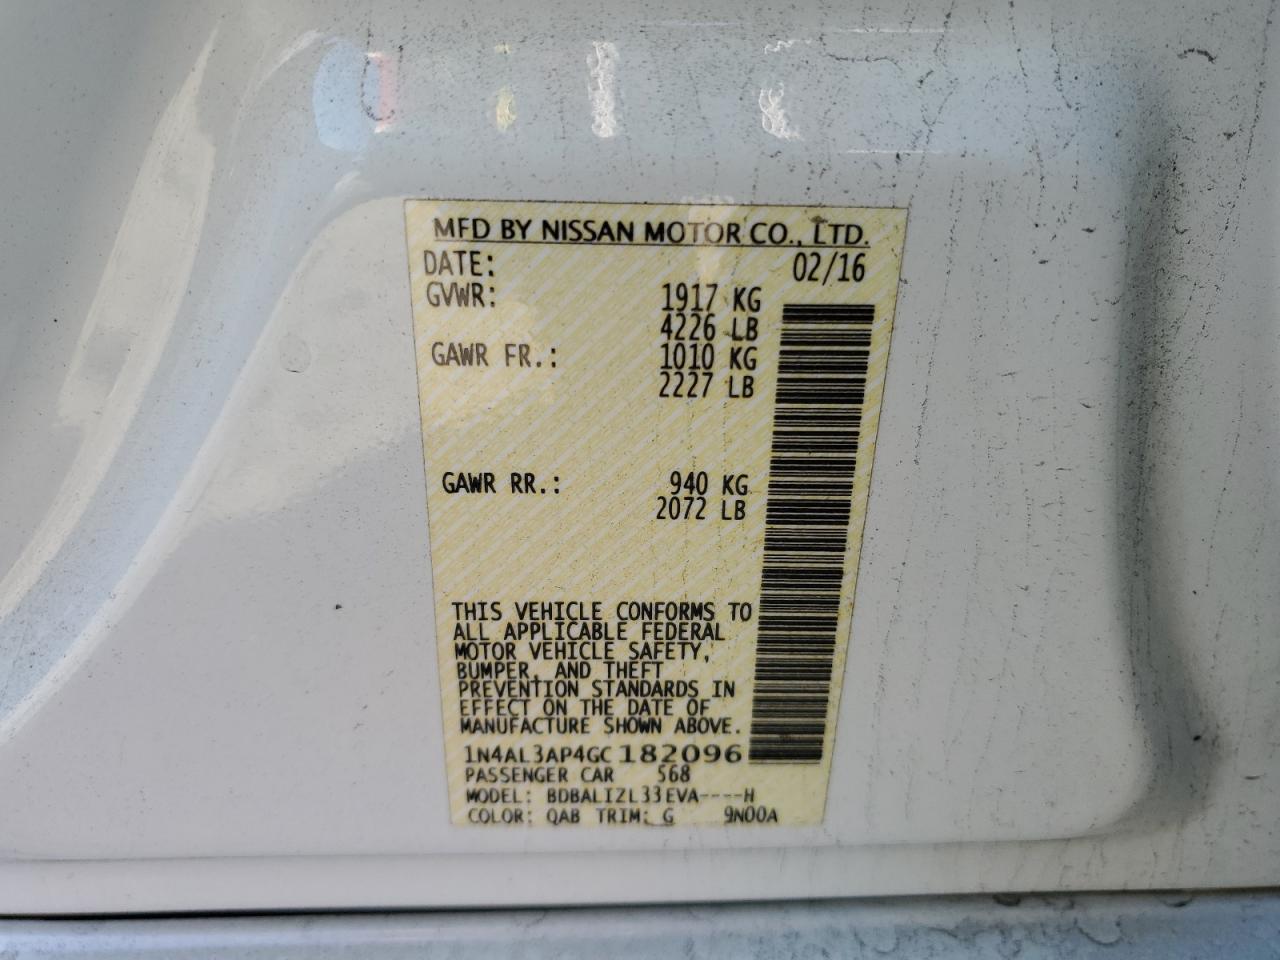 MFD BY NISSAN MOTOR CO., LTD.
DATE: 02/16
GVWR: 1917 KG
4226 LB
GAWR FR.: 1010 KG
2227 LB
GAWR RR.: 940 KG
2072 LB
THIS VEHICLE CONFORMS TO
ALL APPLICABLE FEDERAL
MOTOR VEHICLE SAFETY,
BUMPER, AND THEFT
PREVENTION STANDARDS IN
EFFECT ON THE DATE OF
MANUFACTURE SHOWN ABOVE.
1N4AL3AP4GC182096
PASSENGER CAR 568
MODEL: BDBALIZL33EVA----H
COLOR: QAB TRIM: G 9N00A